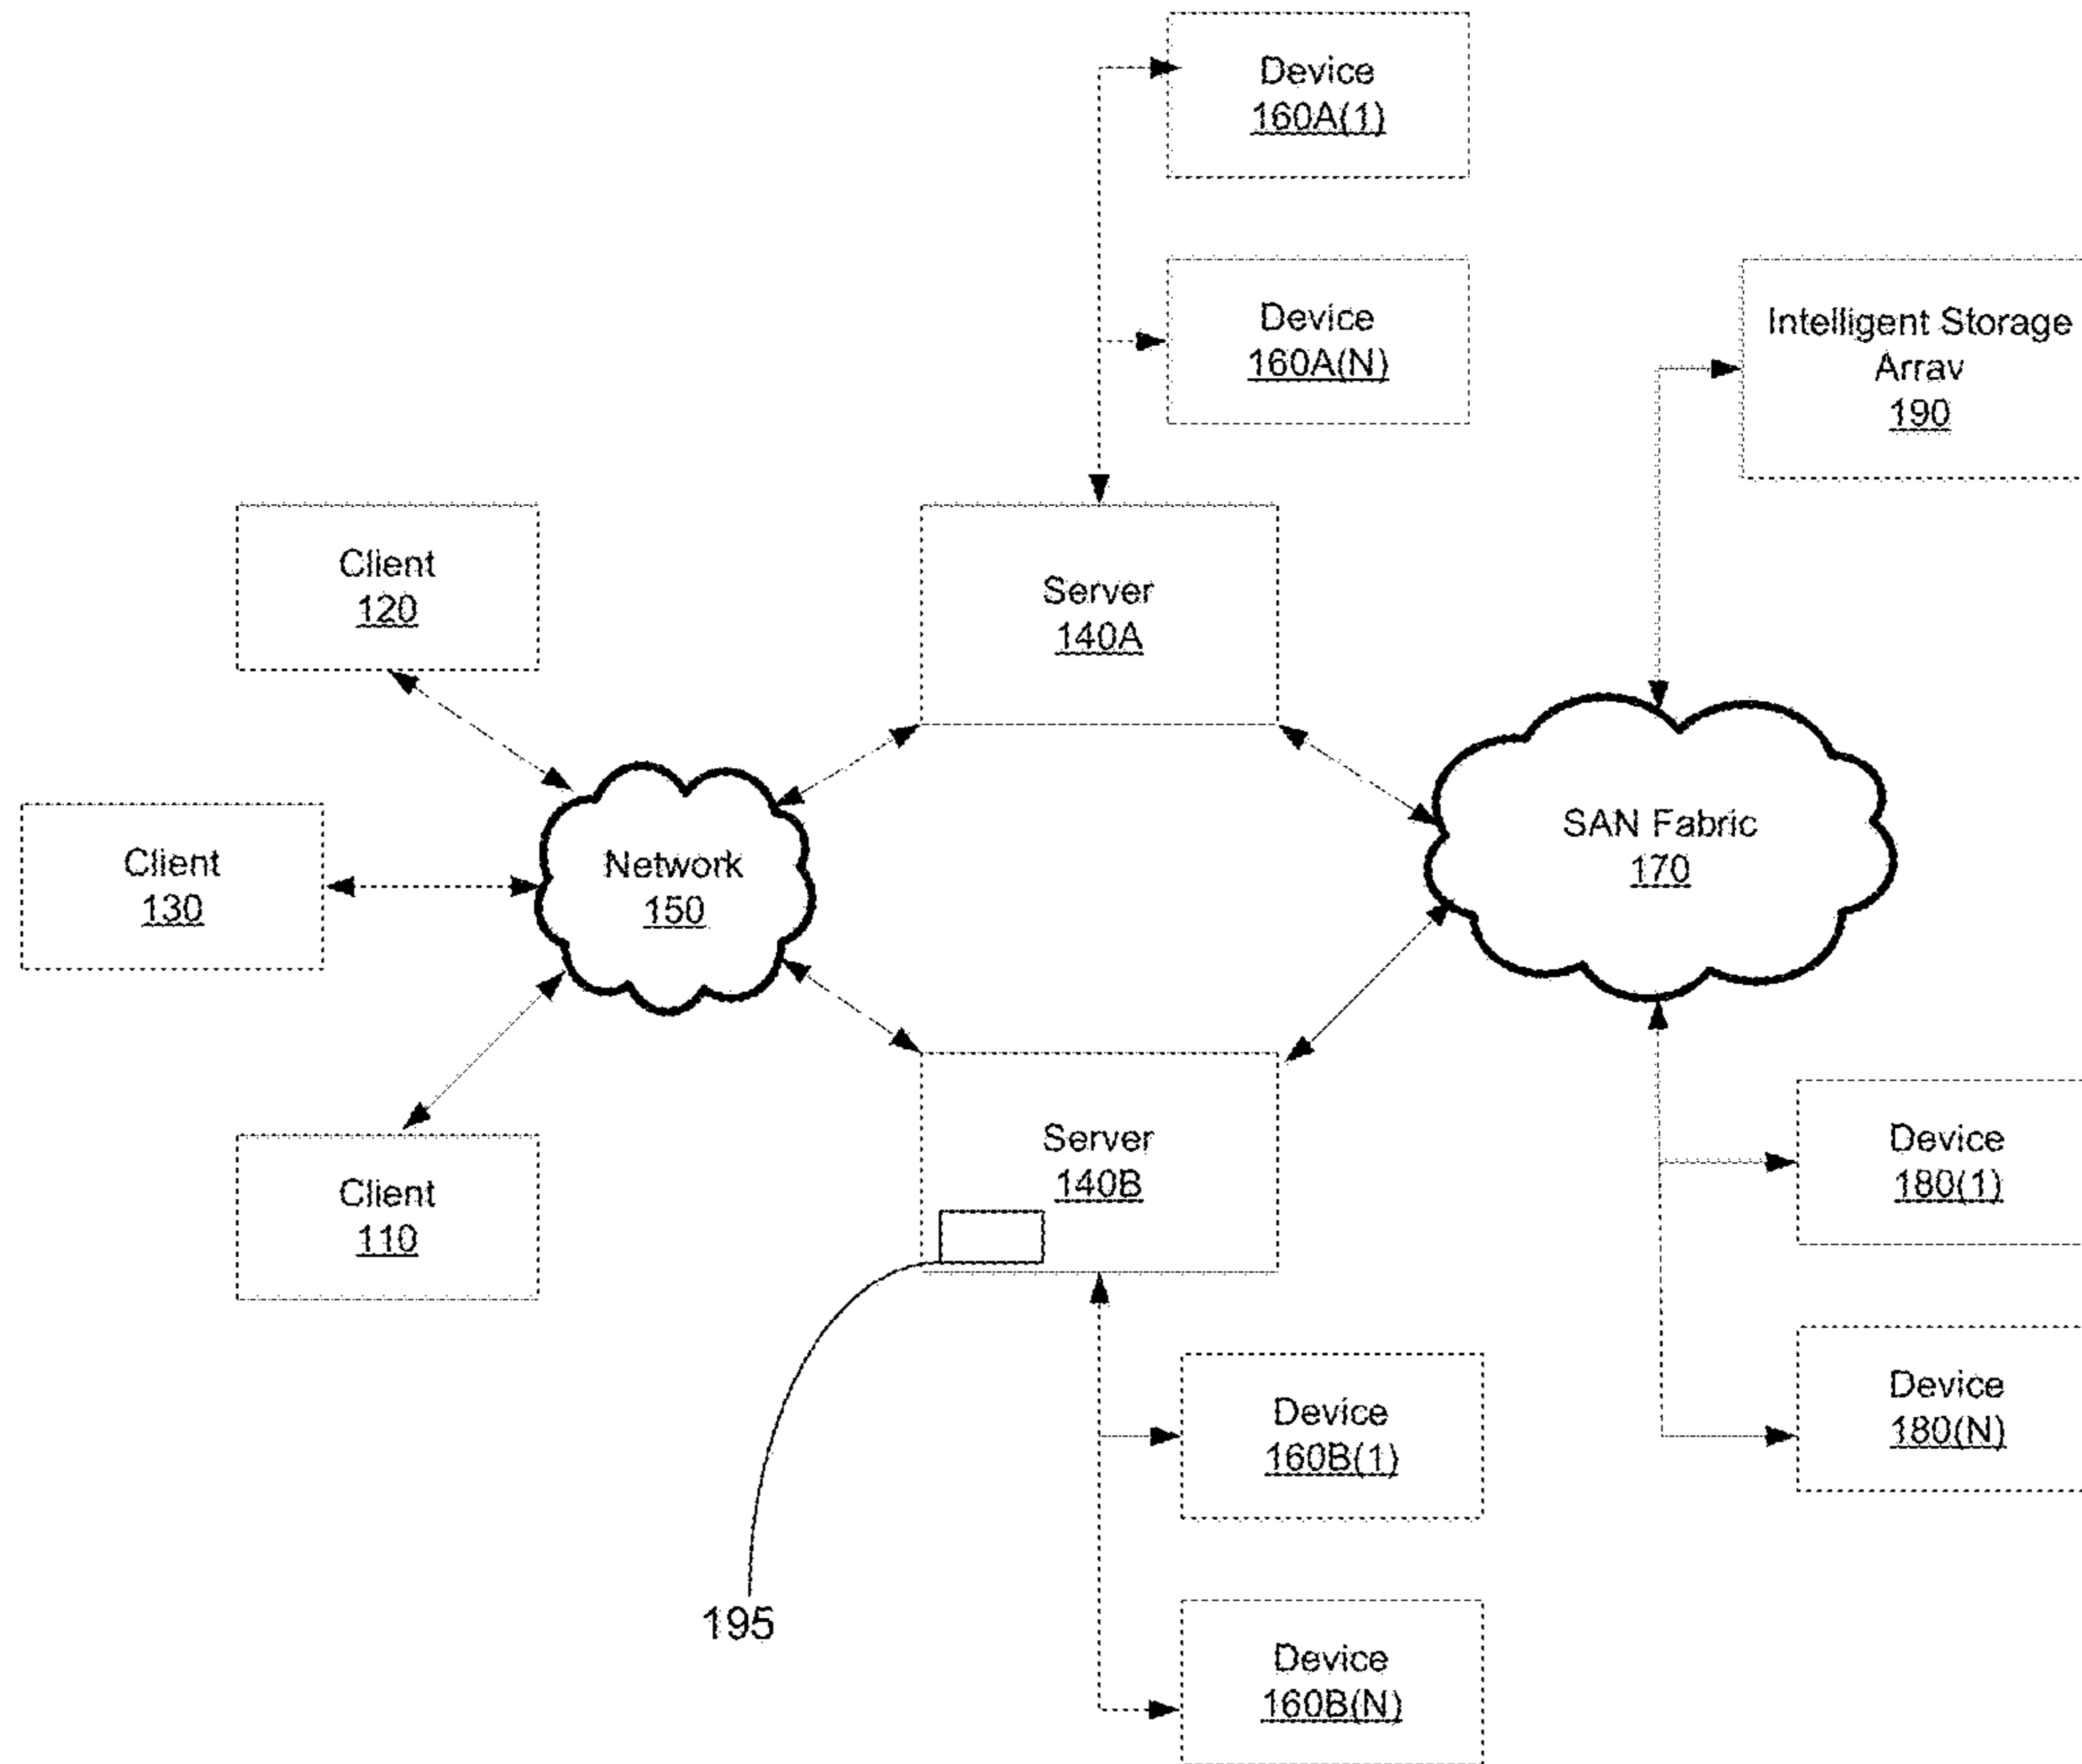 Device
160A(1)
Device
160A(N)
Intelligent Storage
Array
190
Client
120
Server
140A
Client
130
Network
150
SAN Fabric
170
Client
110
Server
140B
Device
180(1)
Device
180(N)
Device
160B(1)
195
Device
160B(N)